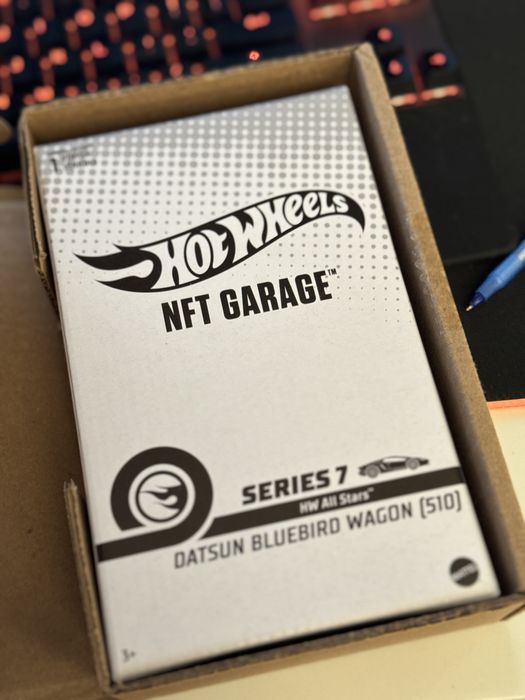 HOT WHEELS
NFT GARAGE™
SERIES 7
HW All Stars™
DATSUN BLUEBIRD WAGON (510)
3+